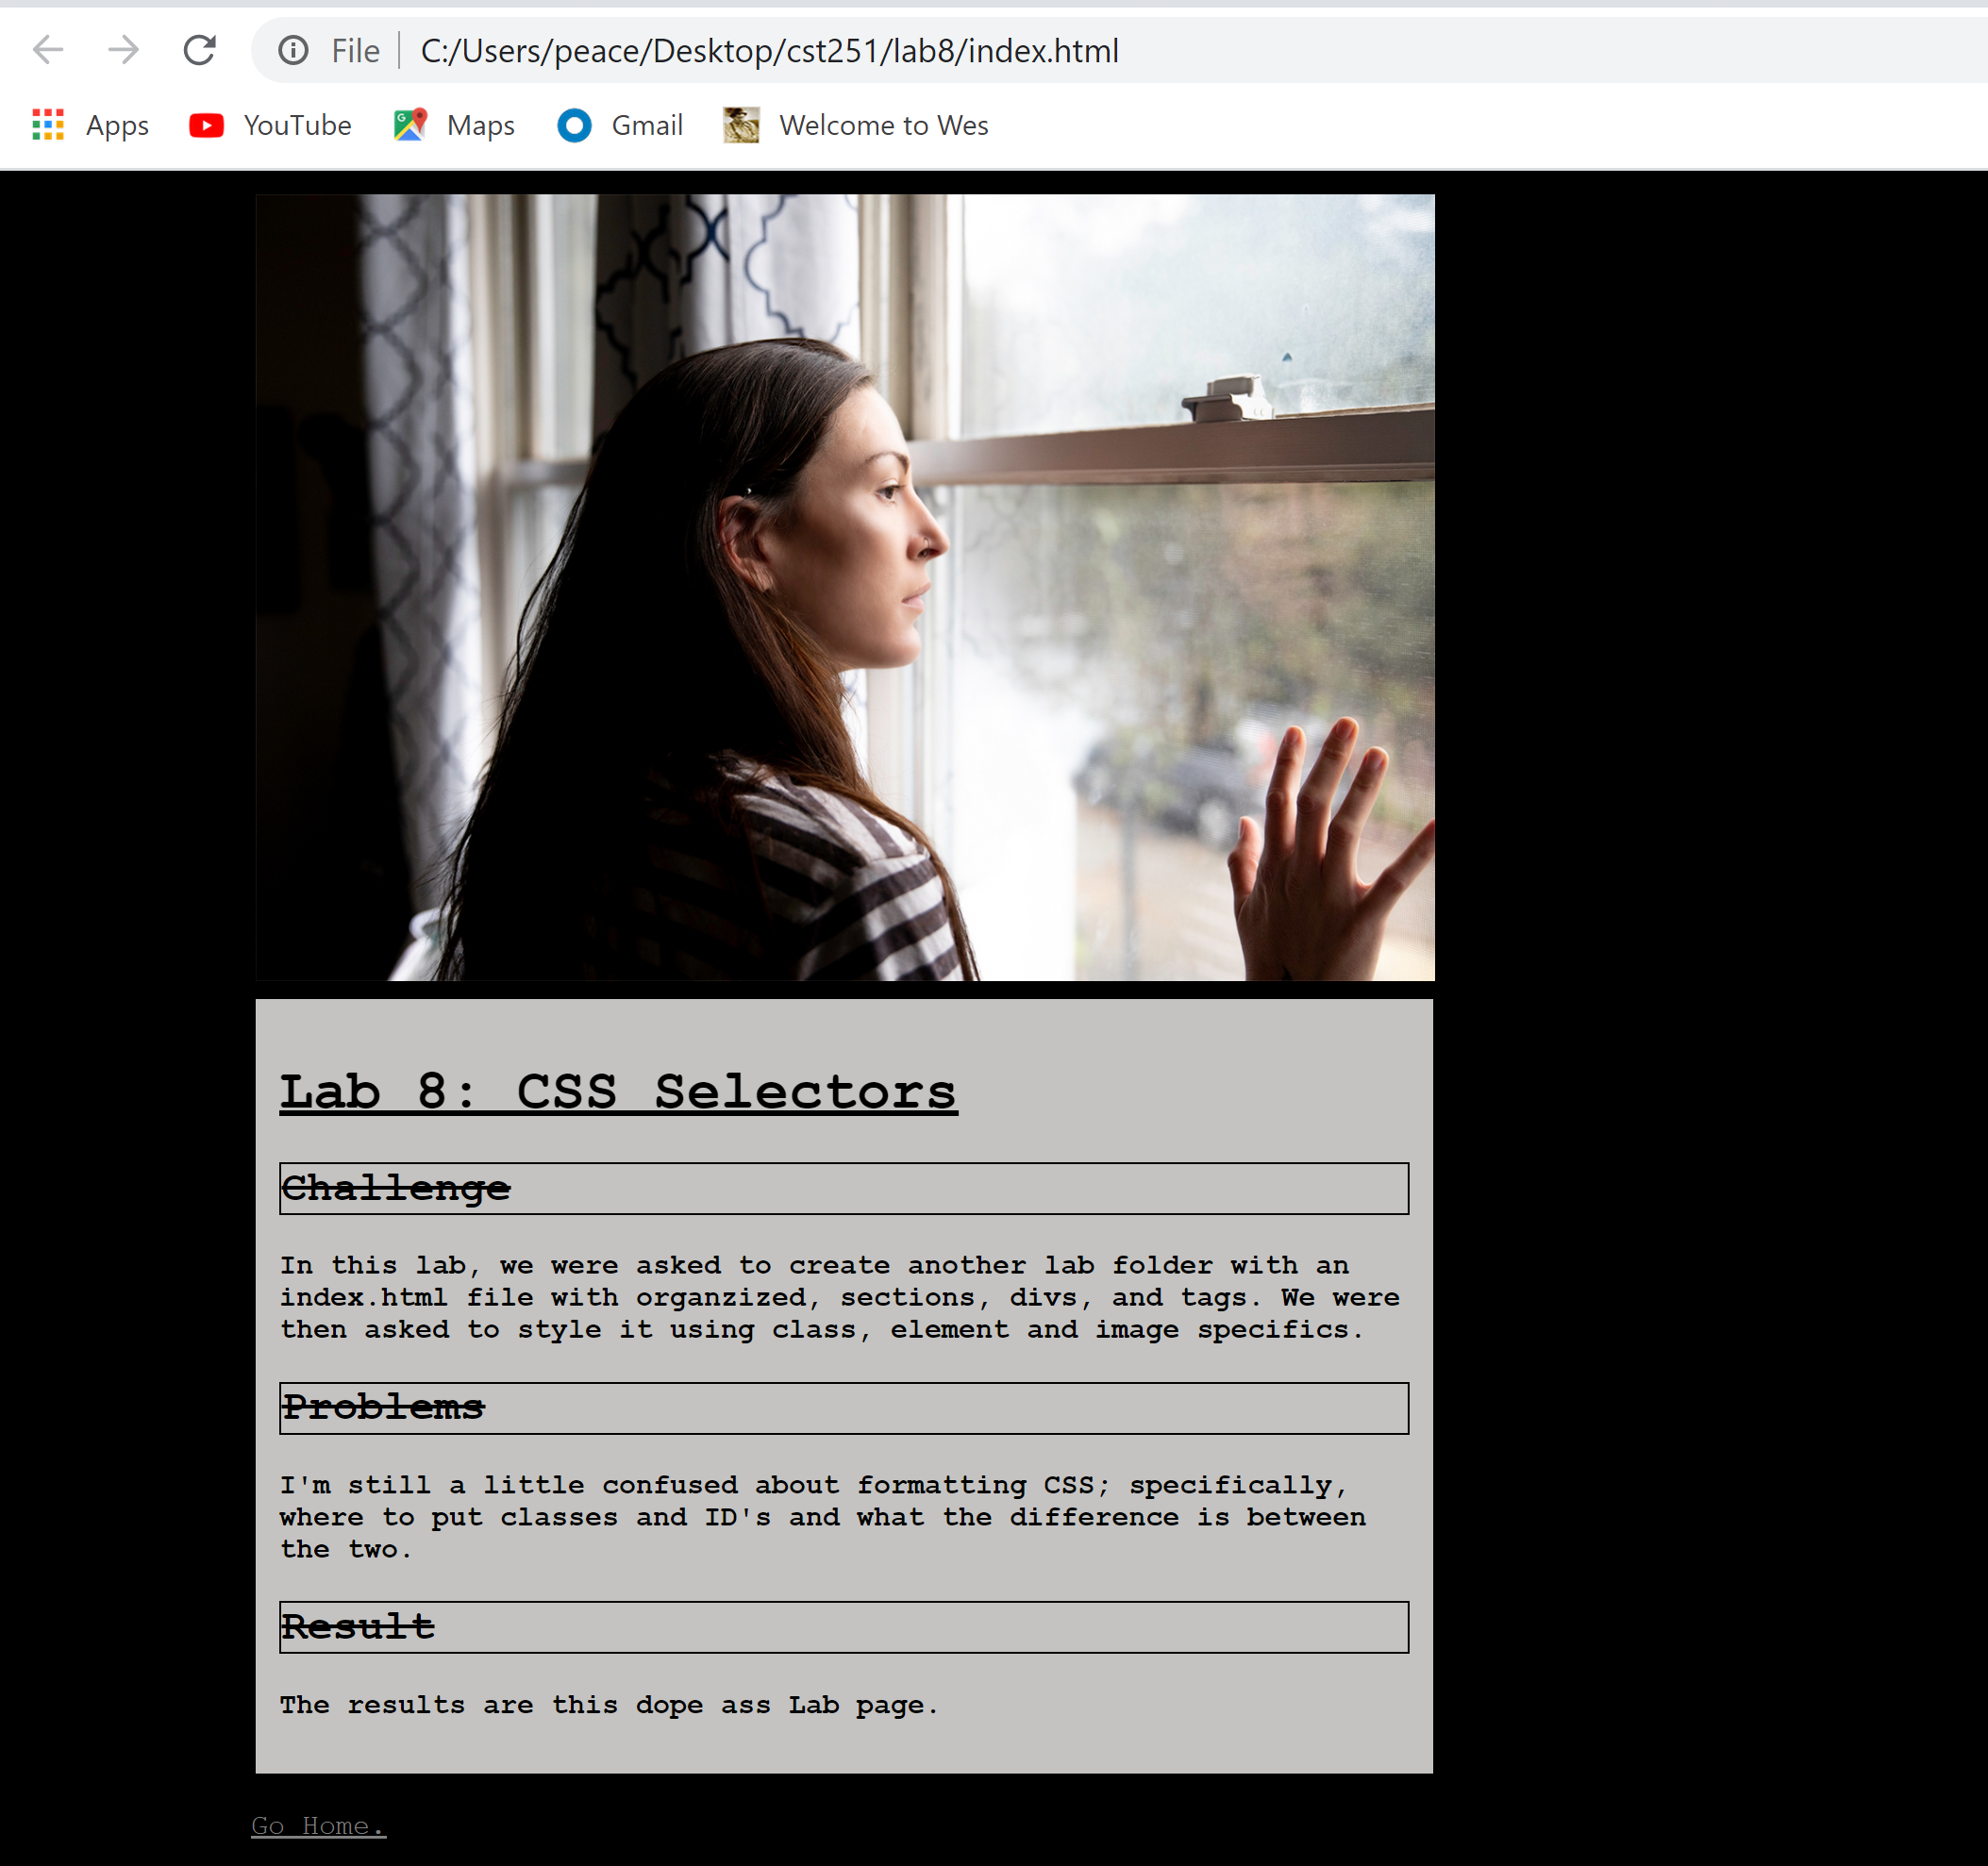 File | C:/Users/peace/Desktop/cst251/lab8/index.html
Apps YouTube Maps Gmail Welcome to Wes
Lab 8: CSS Selectors
Challenge
In this lab, we were asked to create another lab folder with an
index.html file with organzized, sections, divs, and tags. We were
then asked to style it using class, element and image specifics.
Problems
I'm still a little confused about formatting CSS; specifically,
where to put classes and ID's and what the difference is between
the two.
Result
The results are this dope ass Lab page.
Go Home.